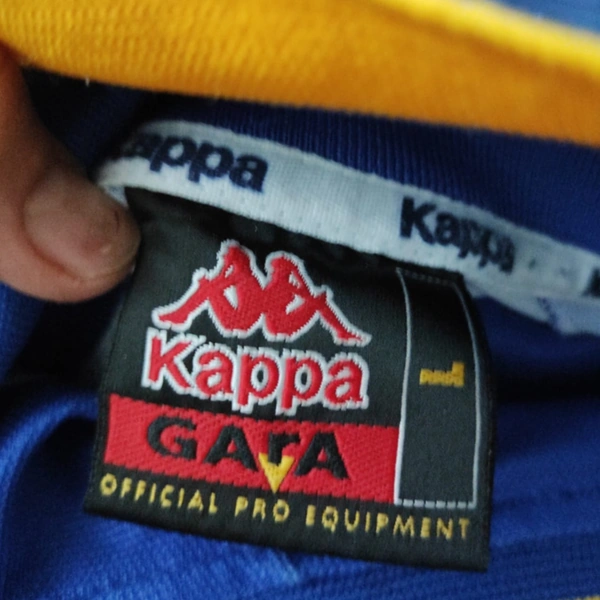 kappa Kappa
Kappa
L
GArA
OFFICIAL PRO EQUIPMENT